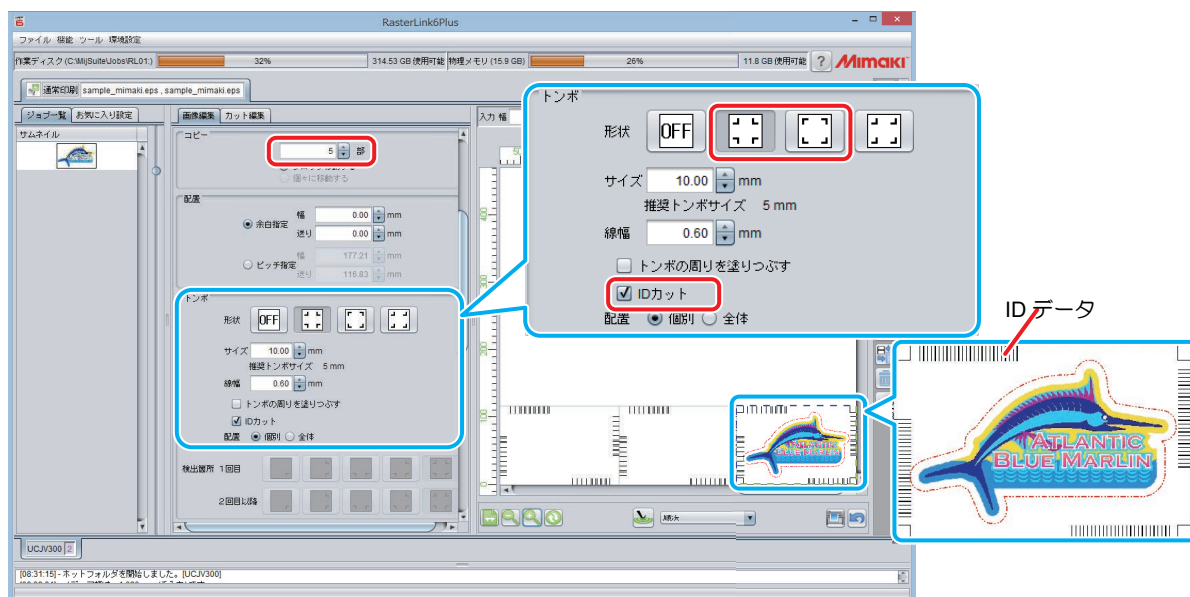 RasterLink6Plus
ファイル 機能 ツール 環境設定
作業ディスク (C:\MijSuite\Jobs\RL01:) 32% 314.53 GB 使用可能 物理メモリ (15.9 GB) 26% 11.8 GB 使用可能 ? Mimaki
通常印刷 sample_mimaki.eps , sample_mimaki.eps
ジョブ一覧 お気に入り設定 画像編集 カット編集 入力 幅
サムネイル
コピー
5 部
個々に移動する
配置
余白指定 幅 0.00 mm
送り 0.00 mm
ピッチ指定 幅 177.21 mm
送り 116.83 mm
トンボ
形状 OFF
サイズ 10.00 mm
推奨トンボサイズ 5 mm
線幅 0.60 mm
トンボの周りを塗りつぶす
IDカット
配置 個別 全体
検出箇所 1回目
2回目以降
トンボ
形状 OFF
サイズ 10.00 mm
推奨トンボサイズ 5 mm
線幅 0.60 mm
トンボの周りを塗りつぶす
IDカット
配置 個別 全体
ID データ
ATLANTIC
BLUE MARLIN
ATLANTIC
BLUE MARLIN
UCJV300 2
[08:31:15] - ホットフォルダを開始しました。[UCJV300]